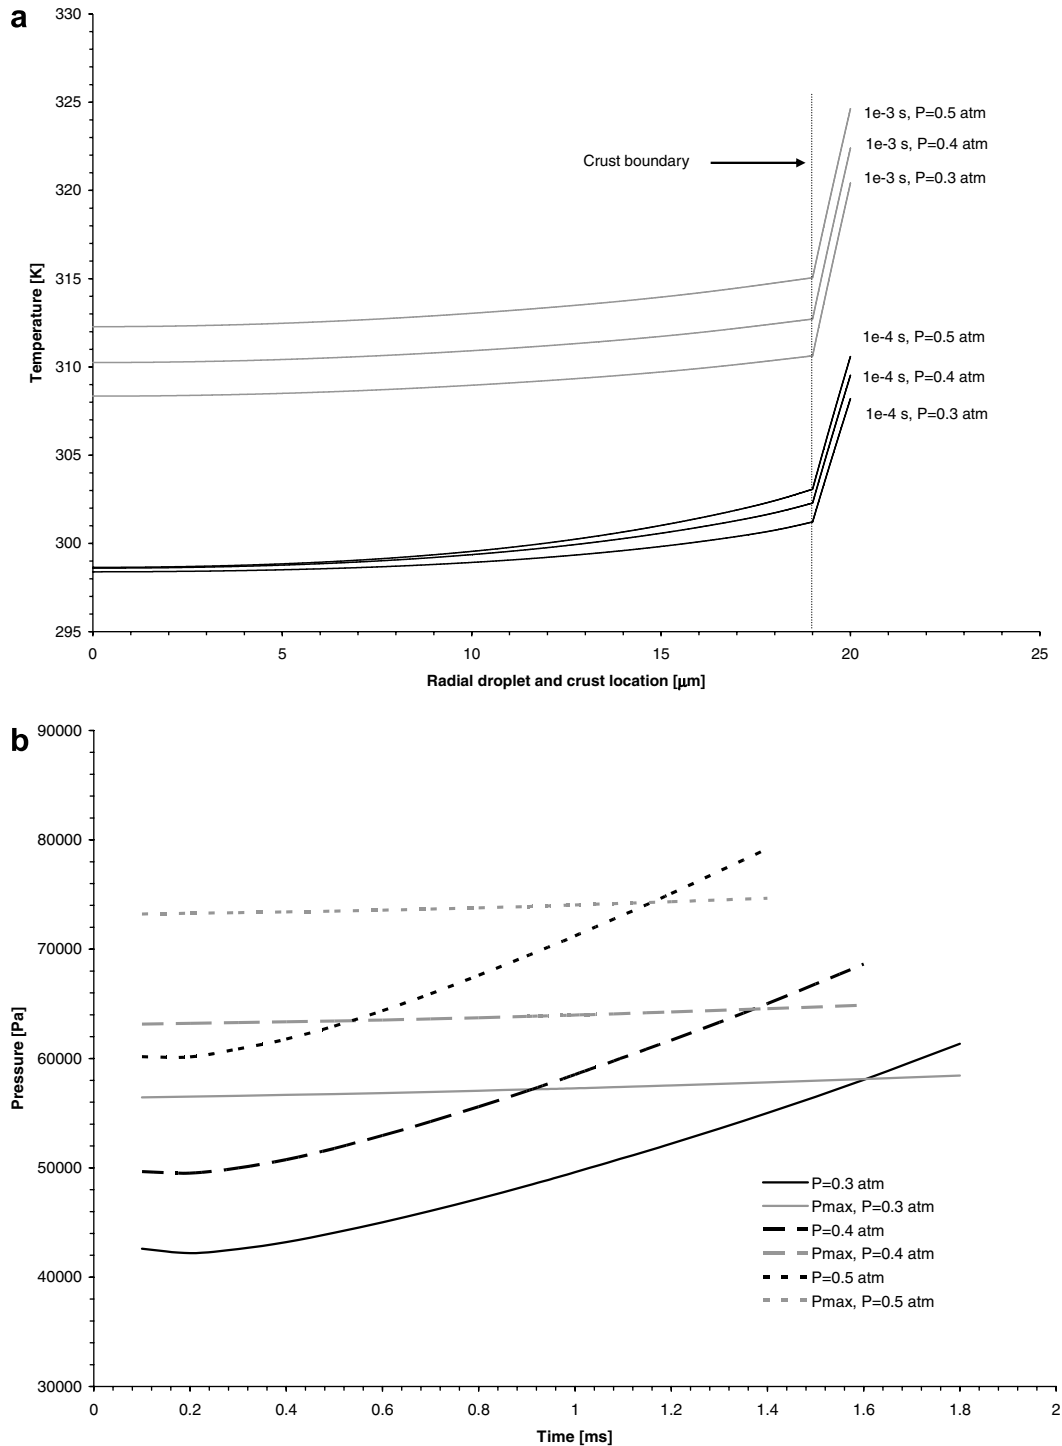 a
330
325
320
315
310
305
300
295
Temperature [K]
1e-3 s, P=0.5 atm
1e-3 s, P=0.4 atm
1e-3 s, P=0.3 atm
Crust boundary
1e-4 s, P=0.5 atm
1e-4 s, P=0.4 atm
1e-4 s, P=0.3 atm
0 5 10 15 20 25
Radial droplet and crust location [μm]
b
90000
80000
70000
60000
50000
40000
30000
Pressure [Pa]
P=0.3 atm
Pmax, P=0.3 atm
P=0.4 atm
Pmax, P=0.4 atm
P=0.5 atm
Pmax, P=0.5 atm
0 0.2 0.4 0.6 0.8 1 1.2 1.4 1.6 1.8 2
Time [ms]